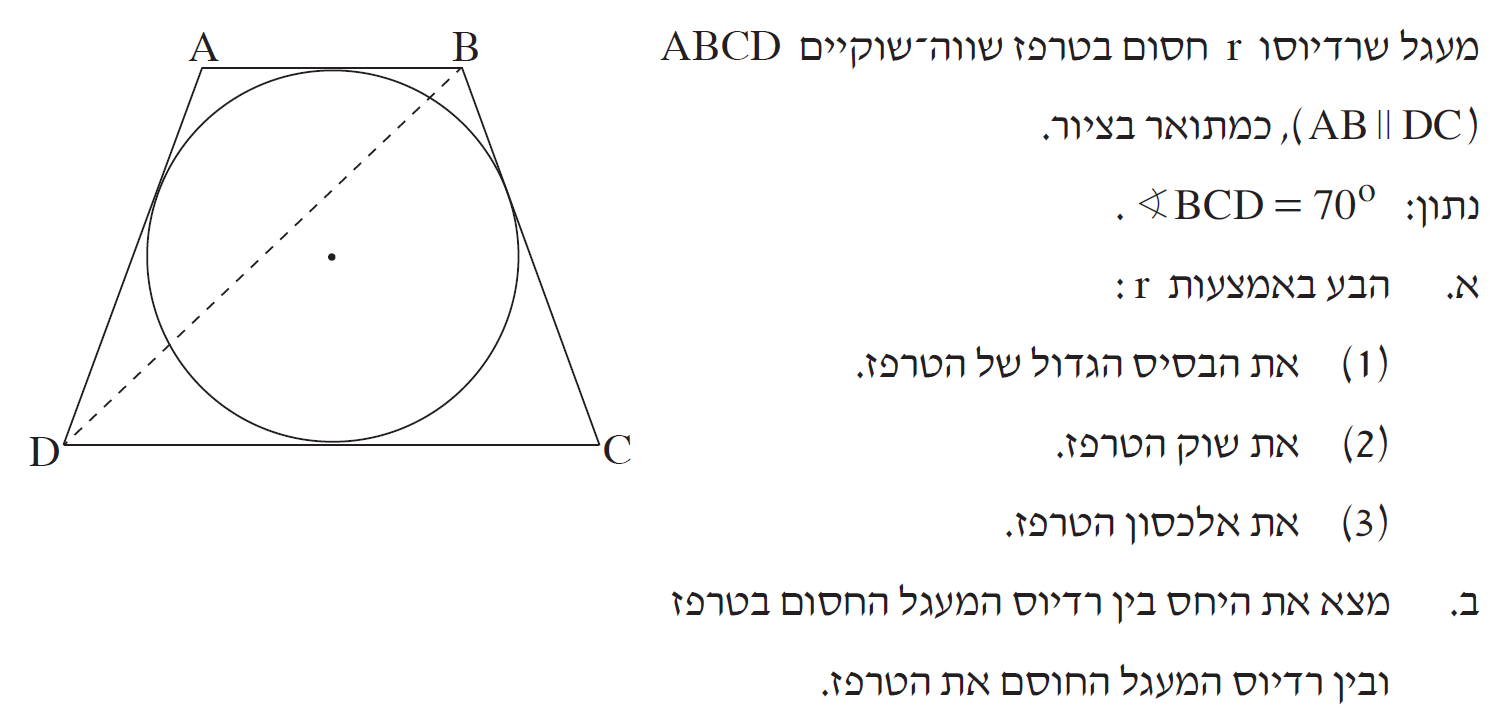 A B
D C
מעגל שרדיוסו r חסום בטרפז שווה־שוקיים ABCD
(AB || DC), כמתואר בציור.
נתון: ∢BCD = 70° .
א. הבע באמצעות r :
(1) את הבסיס הגדול של הטרפז.
(2) את שוק הטרפז.
(3) את אלכסון הטרפז.
ב. מצא את היחס בין רדיוס המעגל החסום בטרפז
ובין רדיוס המעגל החוסם את הטרפז.